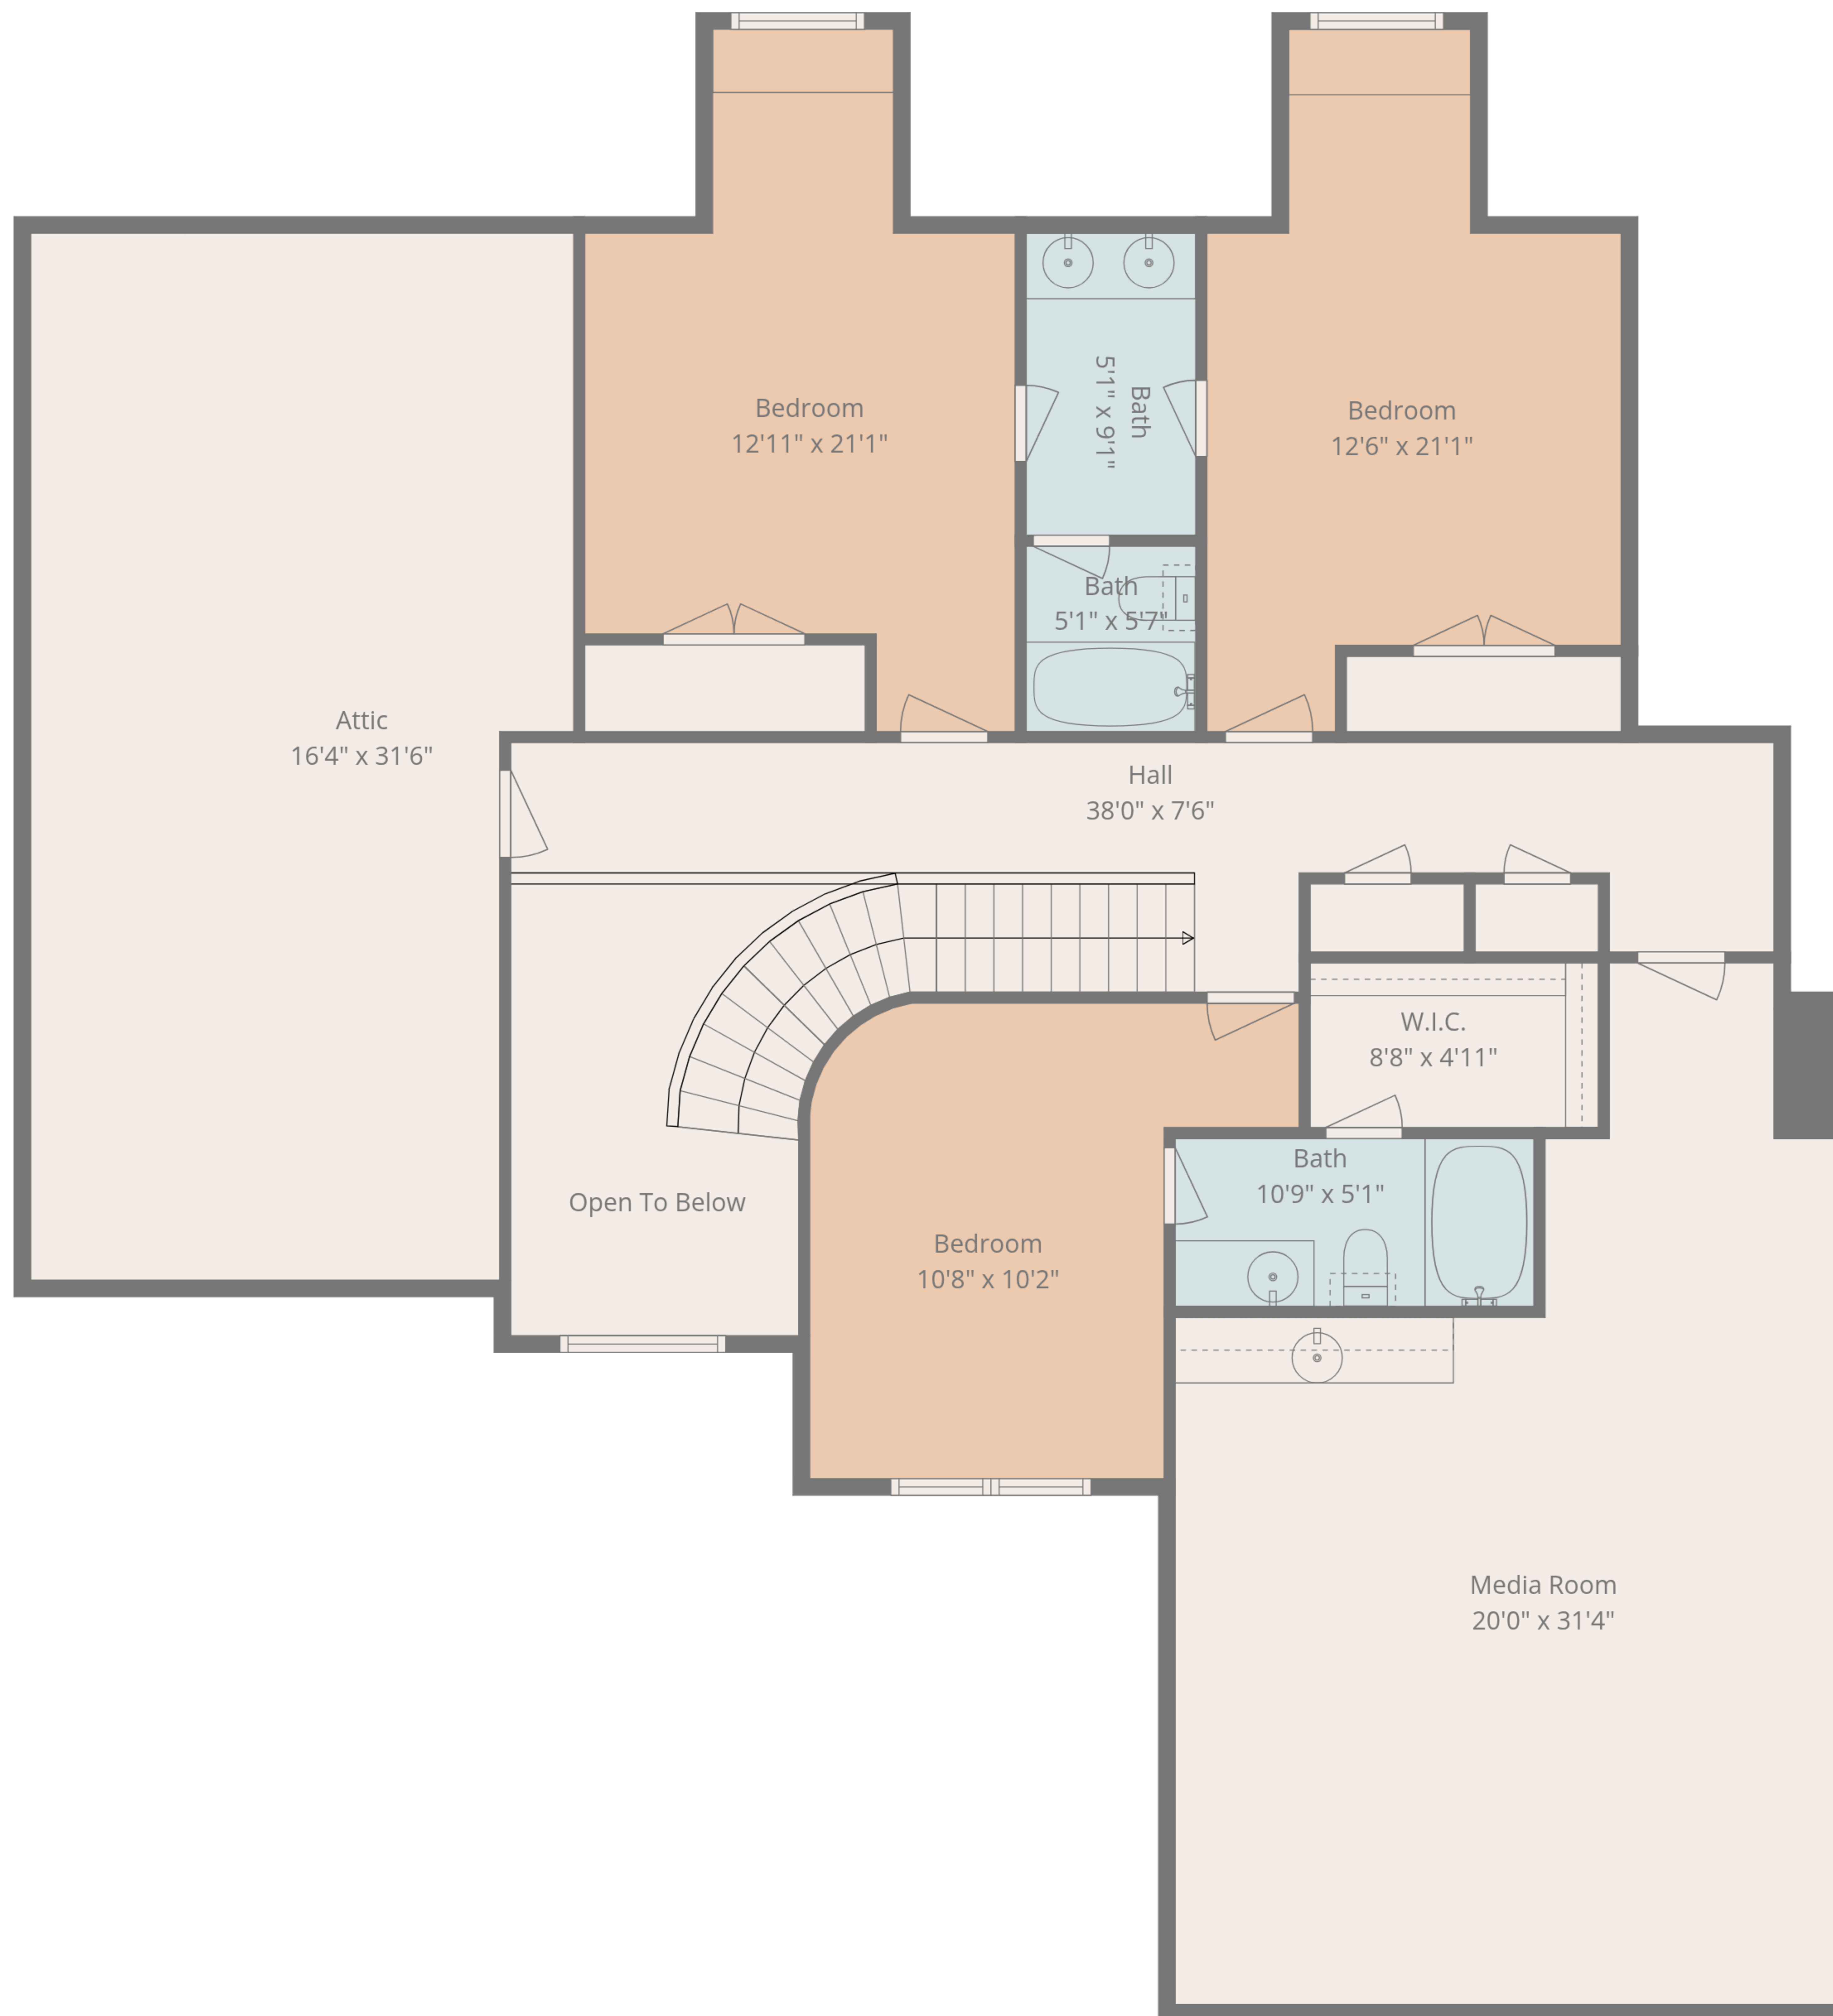 Bedroom
12'11" x 21'1"
Bath
5'1" x 9'1"
Bedroom
12'6" x 21'1"
Bath
5'1" x 5'7"
Attic
16'4" x 31'6"
Hall
38'0" x 7'6"
W.I.C.
8'8" x 4'11"
Bath
10'9" x 5'1"
Open To Below
Bedroom
10'8" x 10'2"
Media Room
20'0" x 31'4"